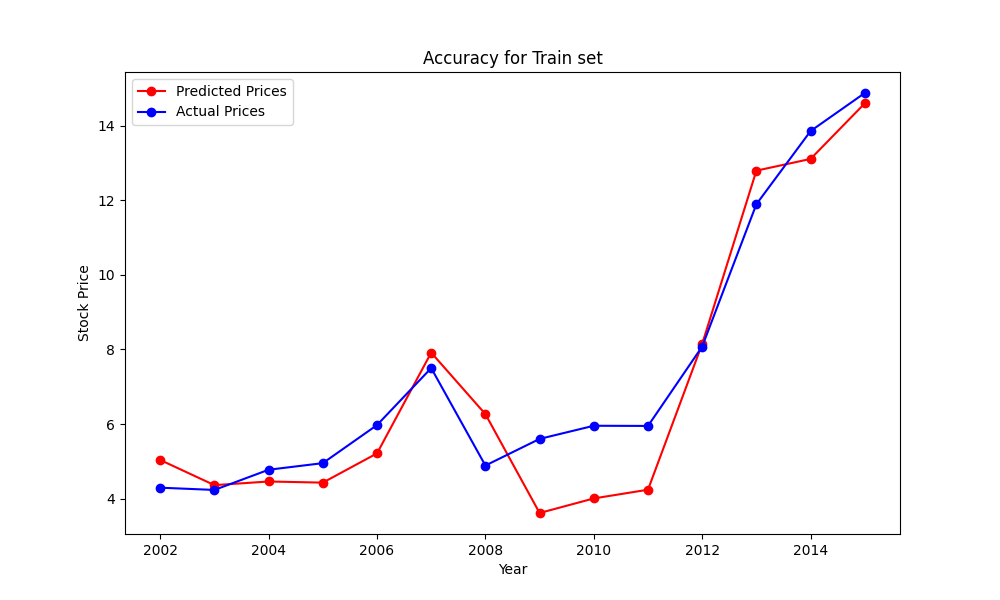 Accuracy for Train set
Predicted Prices
Actual Prices
Stock Price
14
12
10
8
6
4
2002 2004 2006 2008 2010 2012 2014
Year